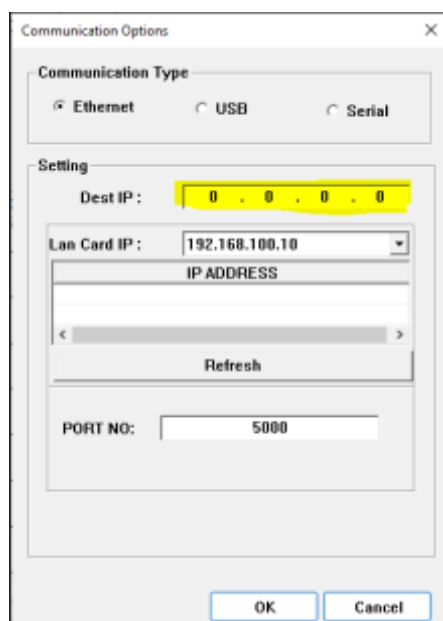 Communication Options
Communication Type
Ethernet USB Serial
Setting
Dest IP : 0 . 0 . 0 . 0
Lan Card IP : 192.168.100.10
IP ADDRESS
Refresh
PORT NO: 5000
OK Cancel